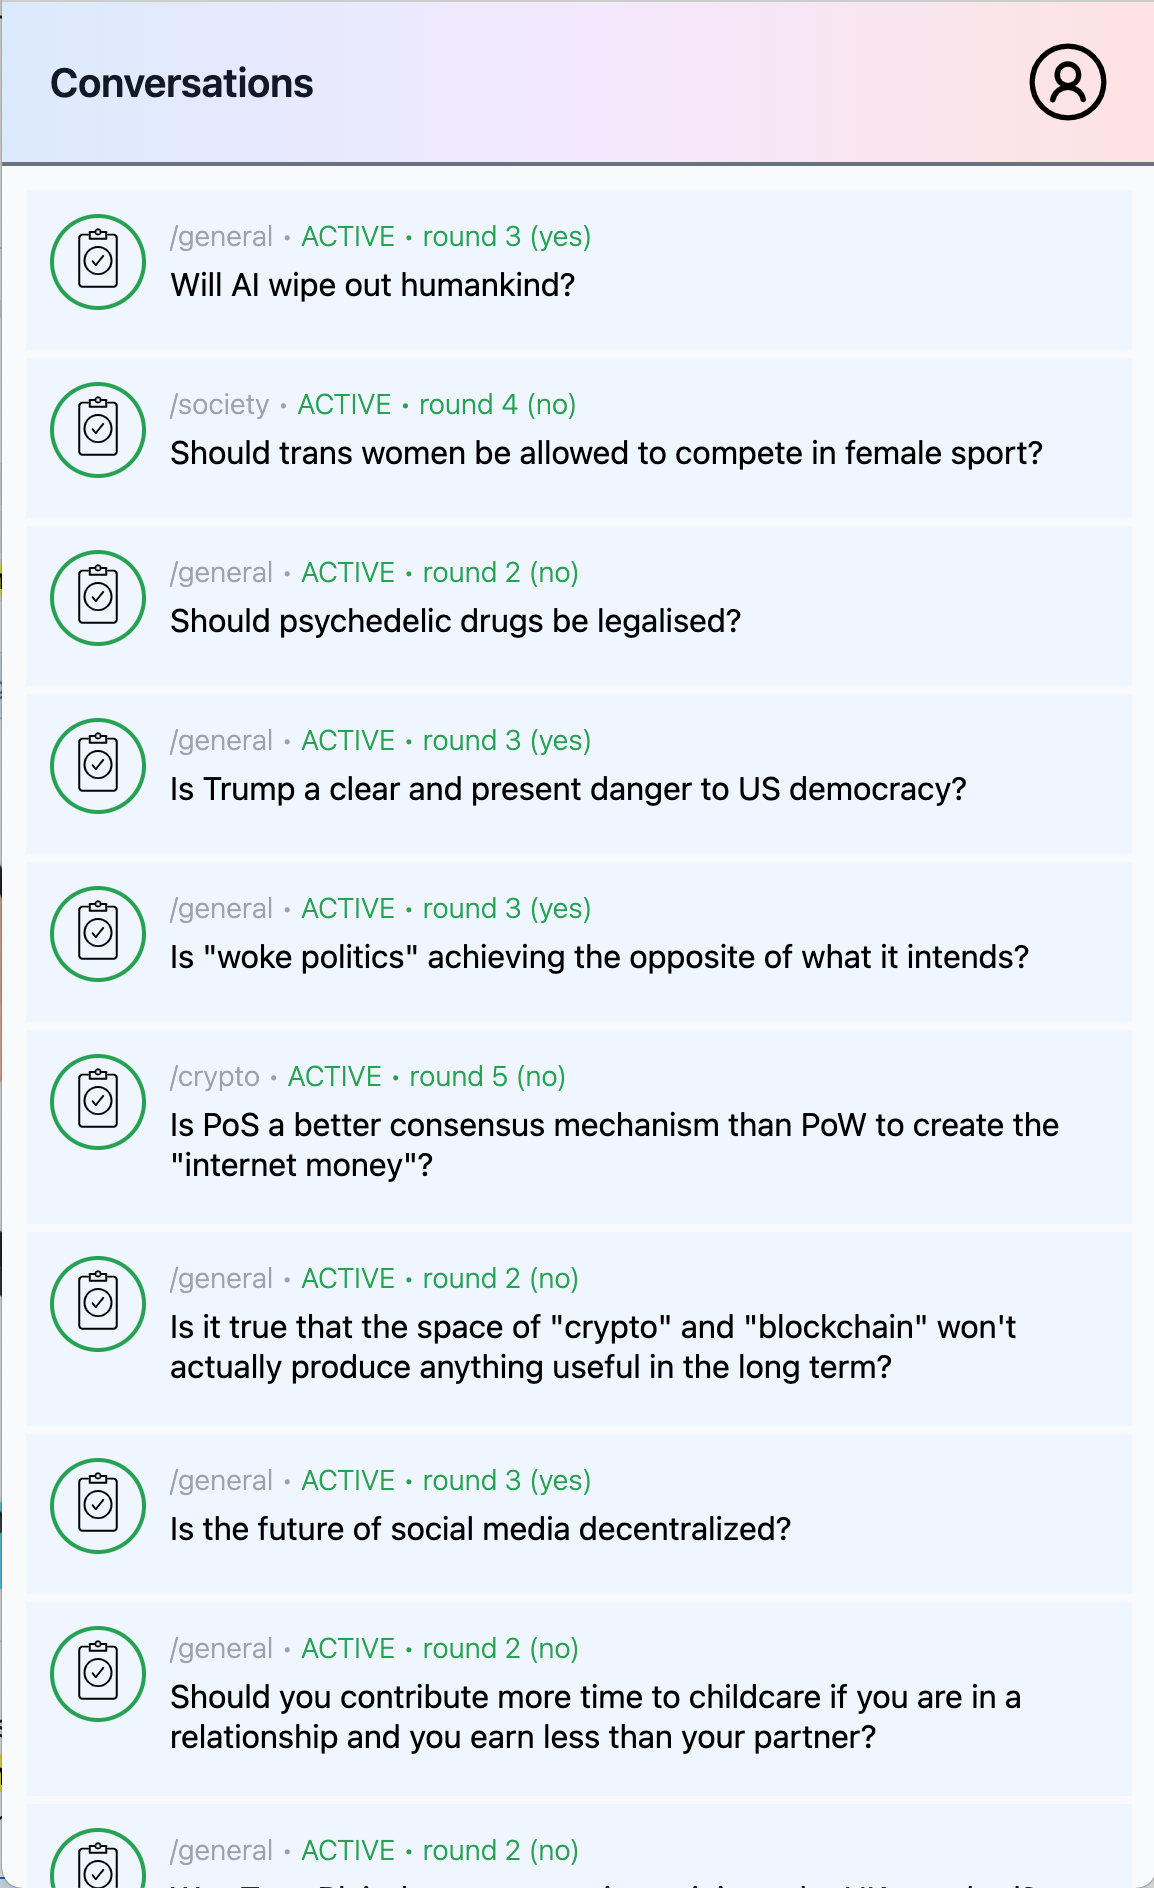 Conversations
/general • ACTIVE • round 3 (yes)
Will AI wipe out humankind?
/society • ACTIVE • round 4 (no)
Should trans women be allowed to compete in female sport?
/general • ACTIVE • round 2 (no)
Should psychedelic drugs be legalised?
/general • ACTIVE • round 3 (yes)
Is Trump a clear and present danger to US democracy?
/general • ACTIVE • round 3 (yes)
Is "woke politics" achieving the opposite of what it intends?
/crypto • ACTIVE • round 5 (no)
Is PoS a better consensus mechanism than PoW to create the
"internet money"?
/general • ACTIVE • round 2 (no)
Is it true that the space of "crypto" and "blockchain" won't
actually produce anything useful in the long term?
/general • ACTIVE • round 3 (yes)
Is the future of social media decentralized?
/general • ACTIVE • round 2 (no)
Should you contribute more time to childcare if you are in a
relationship and you earn less than your partner?
/general • ACTIVE • round 2 (no)